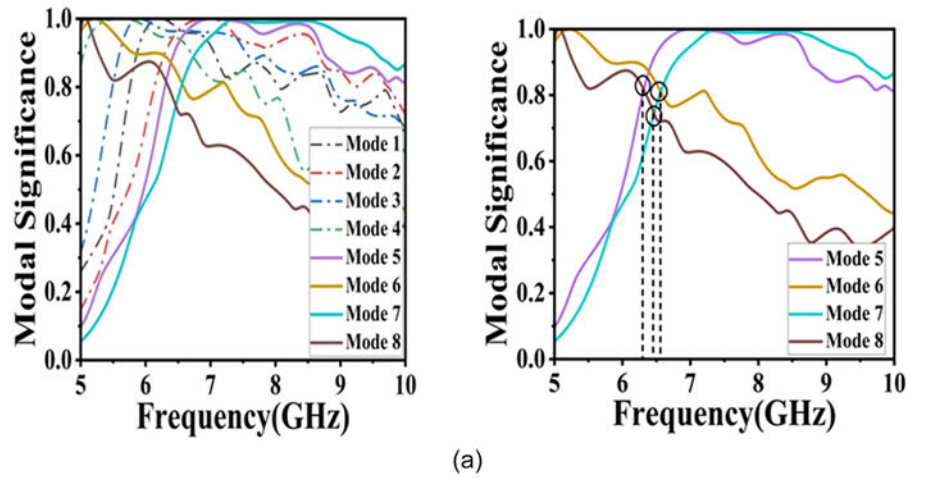 Modal Significance
1.0
0.8
0.6
0.4
0.2
0.0
5 6 7 8 9 10
Frequency(GHz)
Mode 1
Mode 2
Mode 3
Mode 4
Mode 5
Mode 6
Mode 7
Mode 8
Modal Significance
1.0
0.8
0.6
0.4
0.2
0.0
5 6 7 8 9 10
Frequency(GHz)
Mode 5
Mode 6
Mode 7
Mode 8
(a)